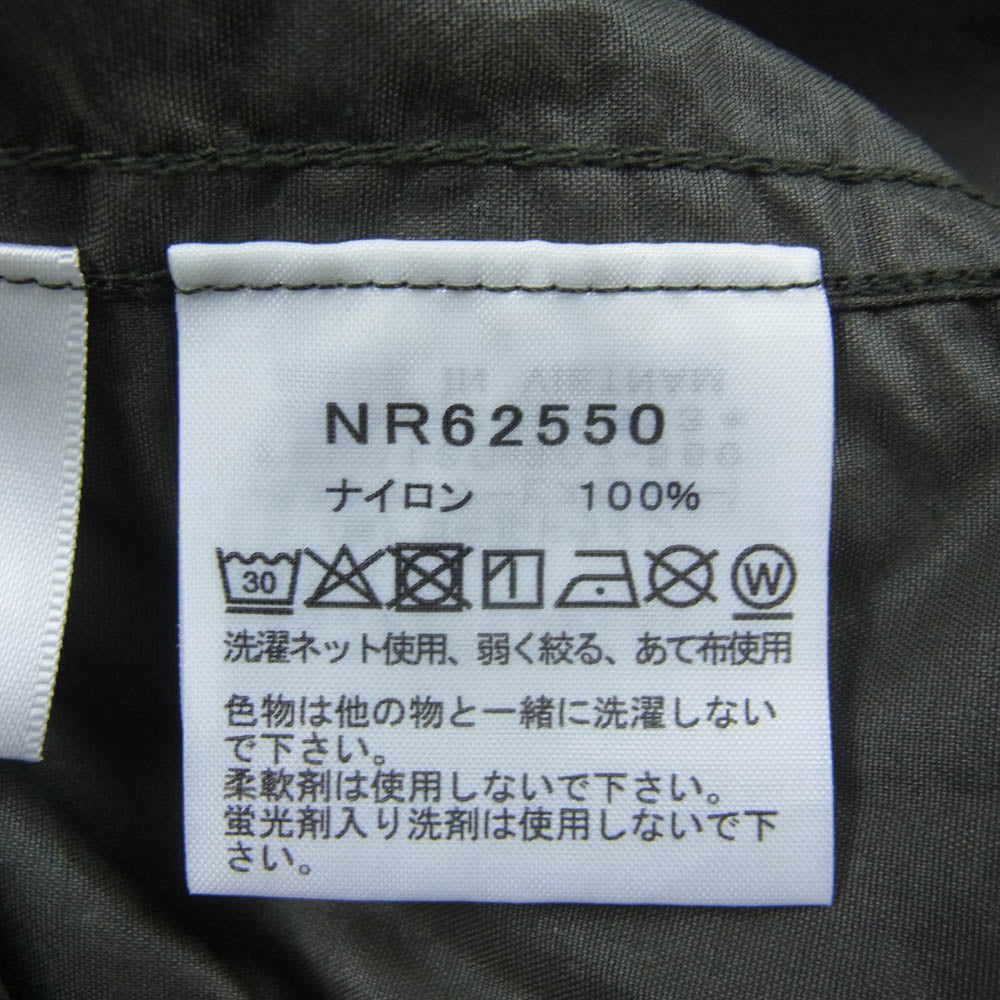 NR62550
ナイロン 100%
30 W
洗濯ネット使用、弱く絞る、あて布使用
色物は他の物と一緒に洗濯しない
で下さい。
柔軟剤は使用しないで下さい。
蛍光剤入り洗剤は使用しないで下
さい。
IN VIETNAM